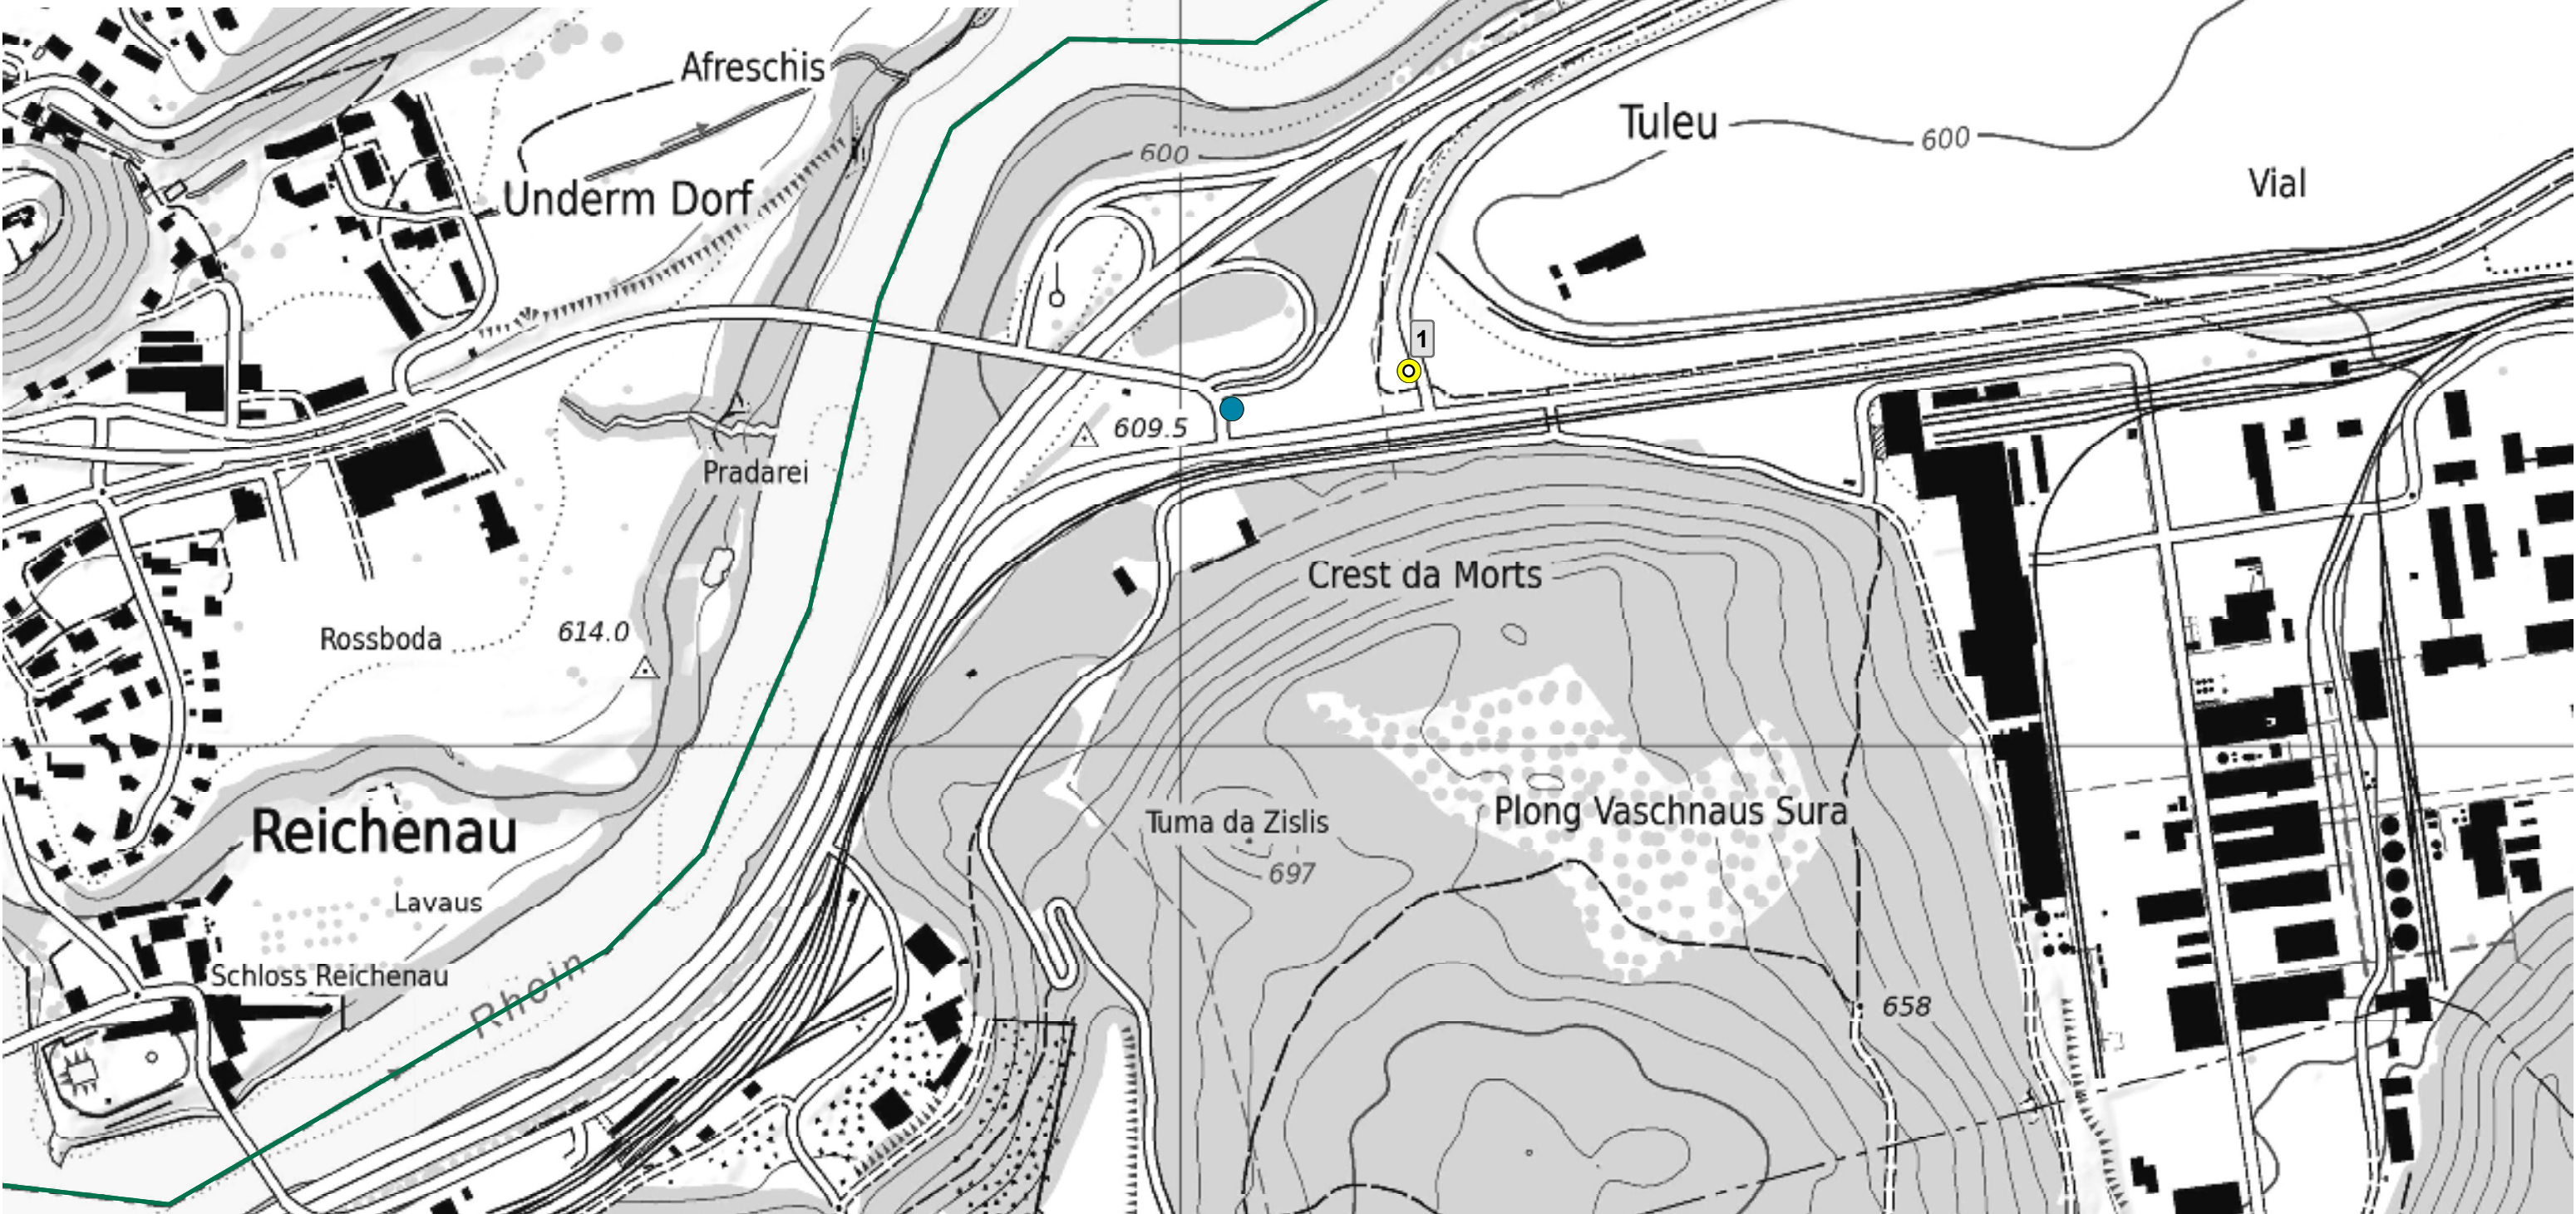 Afreschis
Tuleu
600
600
Vial
Underm Dorf
1
609.5
Pradarei
Crest da Morts
614.0
Rossboda
Tuma da Zislis
Plong Vaschnaus Sura
Reichenau
697
Lavaus
Schloss Reichenau
Rhein
658